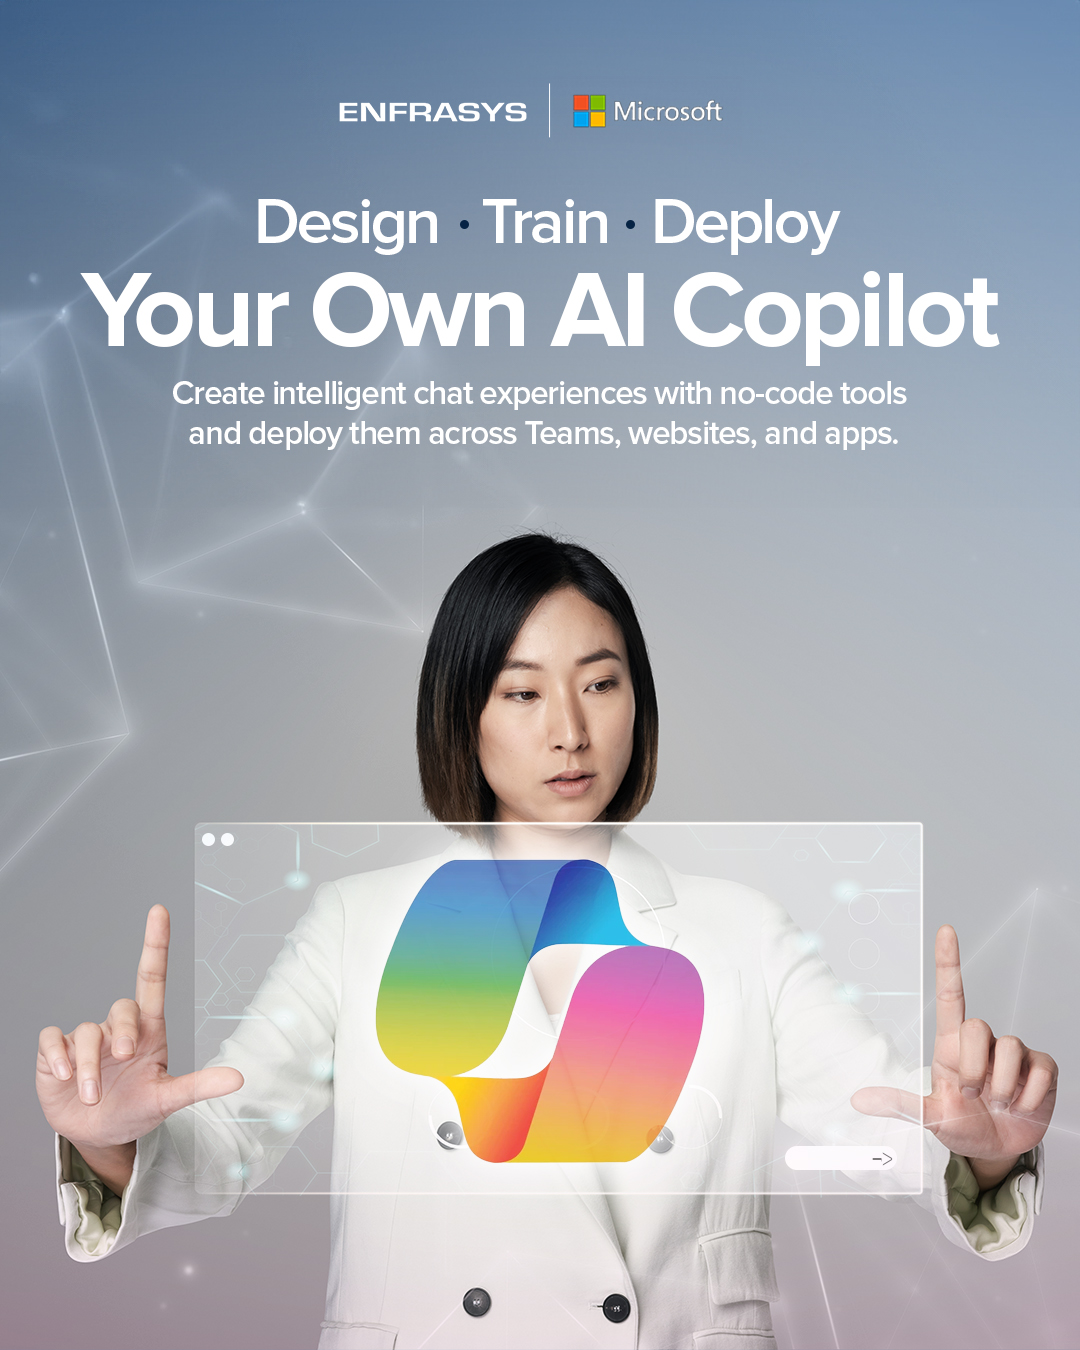 ENFRASYS Microsoft
Design · Train · Deploy
Your Own AI Copilot
Create intelligent chat experiences with no-code tools
and deploy them across Teams, websites, and apps.